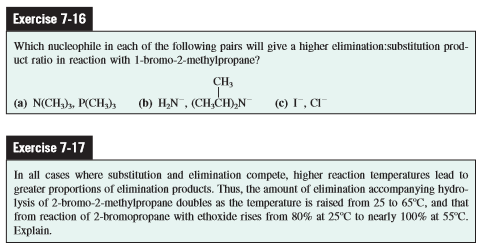 Exercise 7-16
Which nucleophile in each of the following pairs will give a higher elimination:substitution prod-
uct ratio in reaction with 1-bromo-2-methylpropane?
CH₃
|
(a) N(CH₃)₃, P(CH₃)₃ (b) H₂N⁻, (CH₃CH)₂N⁻ (c) I⁻, Cl⁻
Exercise 7-17
In all cases where substitution and elimination compete, higher reaction temperatures lead to
greater proportions of elimination products. Thus, the amount of elimination accompanying hydro-
lysis of 2-bromo-2-methylpropane doubles as the temperature is raised from 25 to 65°C, and that
from reaction of 2-bromopropane with ethoxide rises from 80% at 25°C to nearly 100% at 55°C.
Explain.